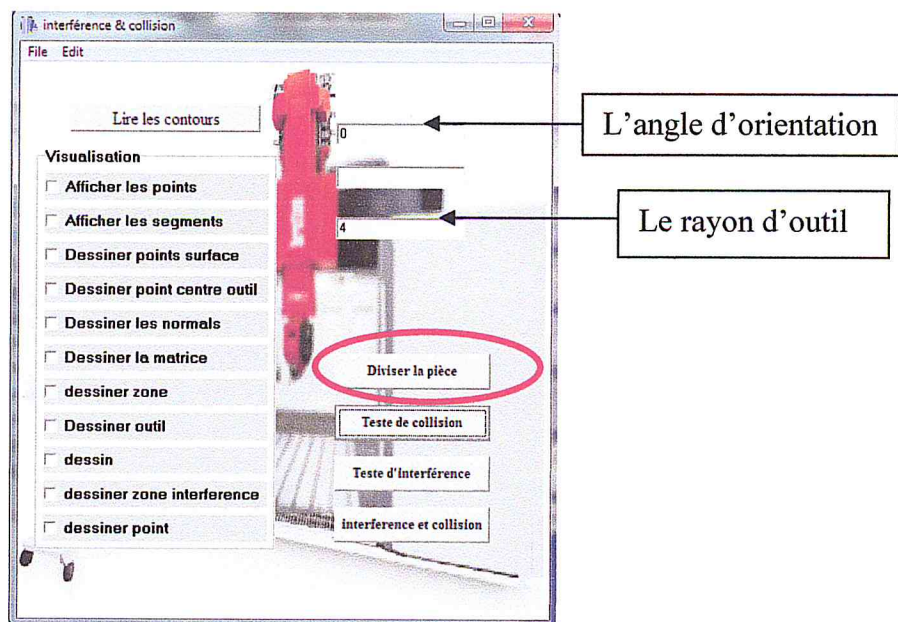 interférence & collision
File Edit
Lire les contours
0
L'angle d'orientation
Visualisation
Afficher les points
Afficher les segments
4
Le rayon d'outil
Dessiner points surface
Dessiner point centre outil
Dessiner les normals
Dessiner la matrice
Diviser la pièce
dessiner zone
Dessiner outil
Teste de collision
dessin
Teste d'interférence
dessiner zone interference
interference et collision
dessiner point